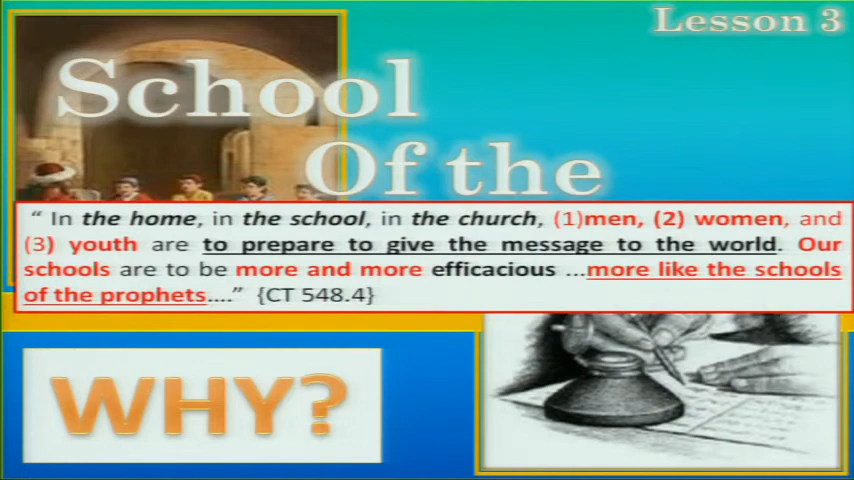 Lesson 3
School
Of the
“ In the home, in the school, in the church, (1)men, (2) women, and
(3) youth are to prepare to give the message to the world. Our
schools are to be more and more efficacious ...more like the schools
of the prophets....” {CT 548.4}
WHY?